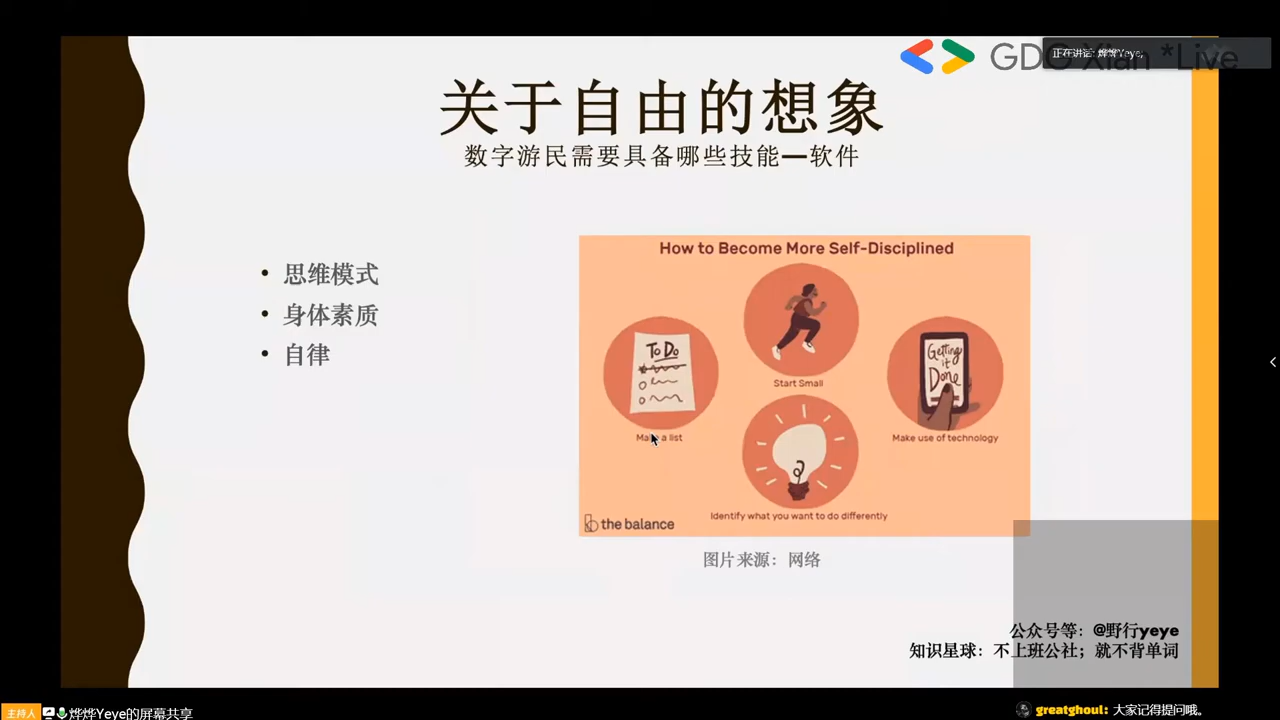 GDG Xian *Live
正在讲话: 烨烨Yeye,
关于自由的想象
数字游民需要具备哪些技能—软件
• 思维模式
• 身体素质
• 自律
How to Become More Self-Disciplined
To Do
Start Small
Getting
it
Done
Make a list
Make use of technology
Identify what you want to do differently
the balance
图片来源：网络
公众号等：@野行yeye
知识星球：不上班公社；就不背单词
主持人 烨烨Yeye的屏幕共享
greatghoul: 大家记得提问哦。